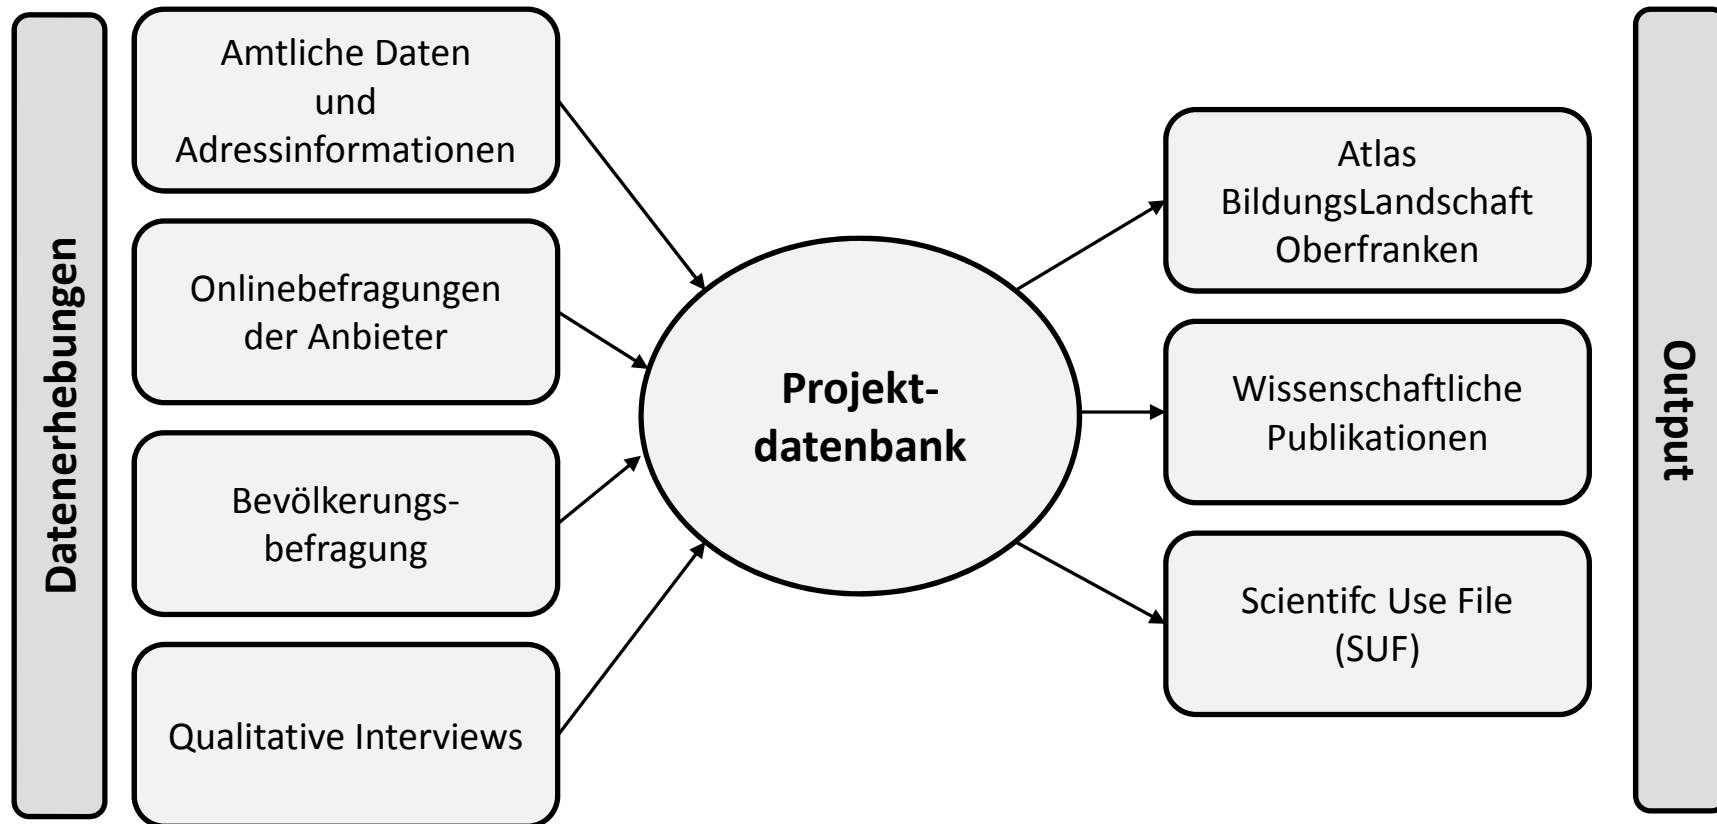 Datenerhebungen
Amtliche Daten
und
Adressinformationen
Onlinebefragungen
der Anbieter
Bevölkerungs-
befragung
Qualitative Interviews
Projekt-
datenbank
Atlas
BildungsLandschaft
Oberfranken
Wissenschaftliche
Publikationen
Scientifc Use File
(SUF)
Output